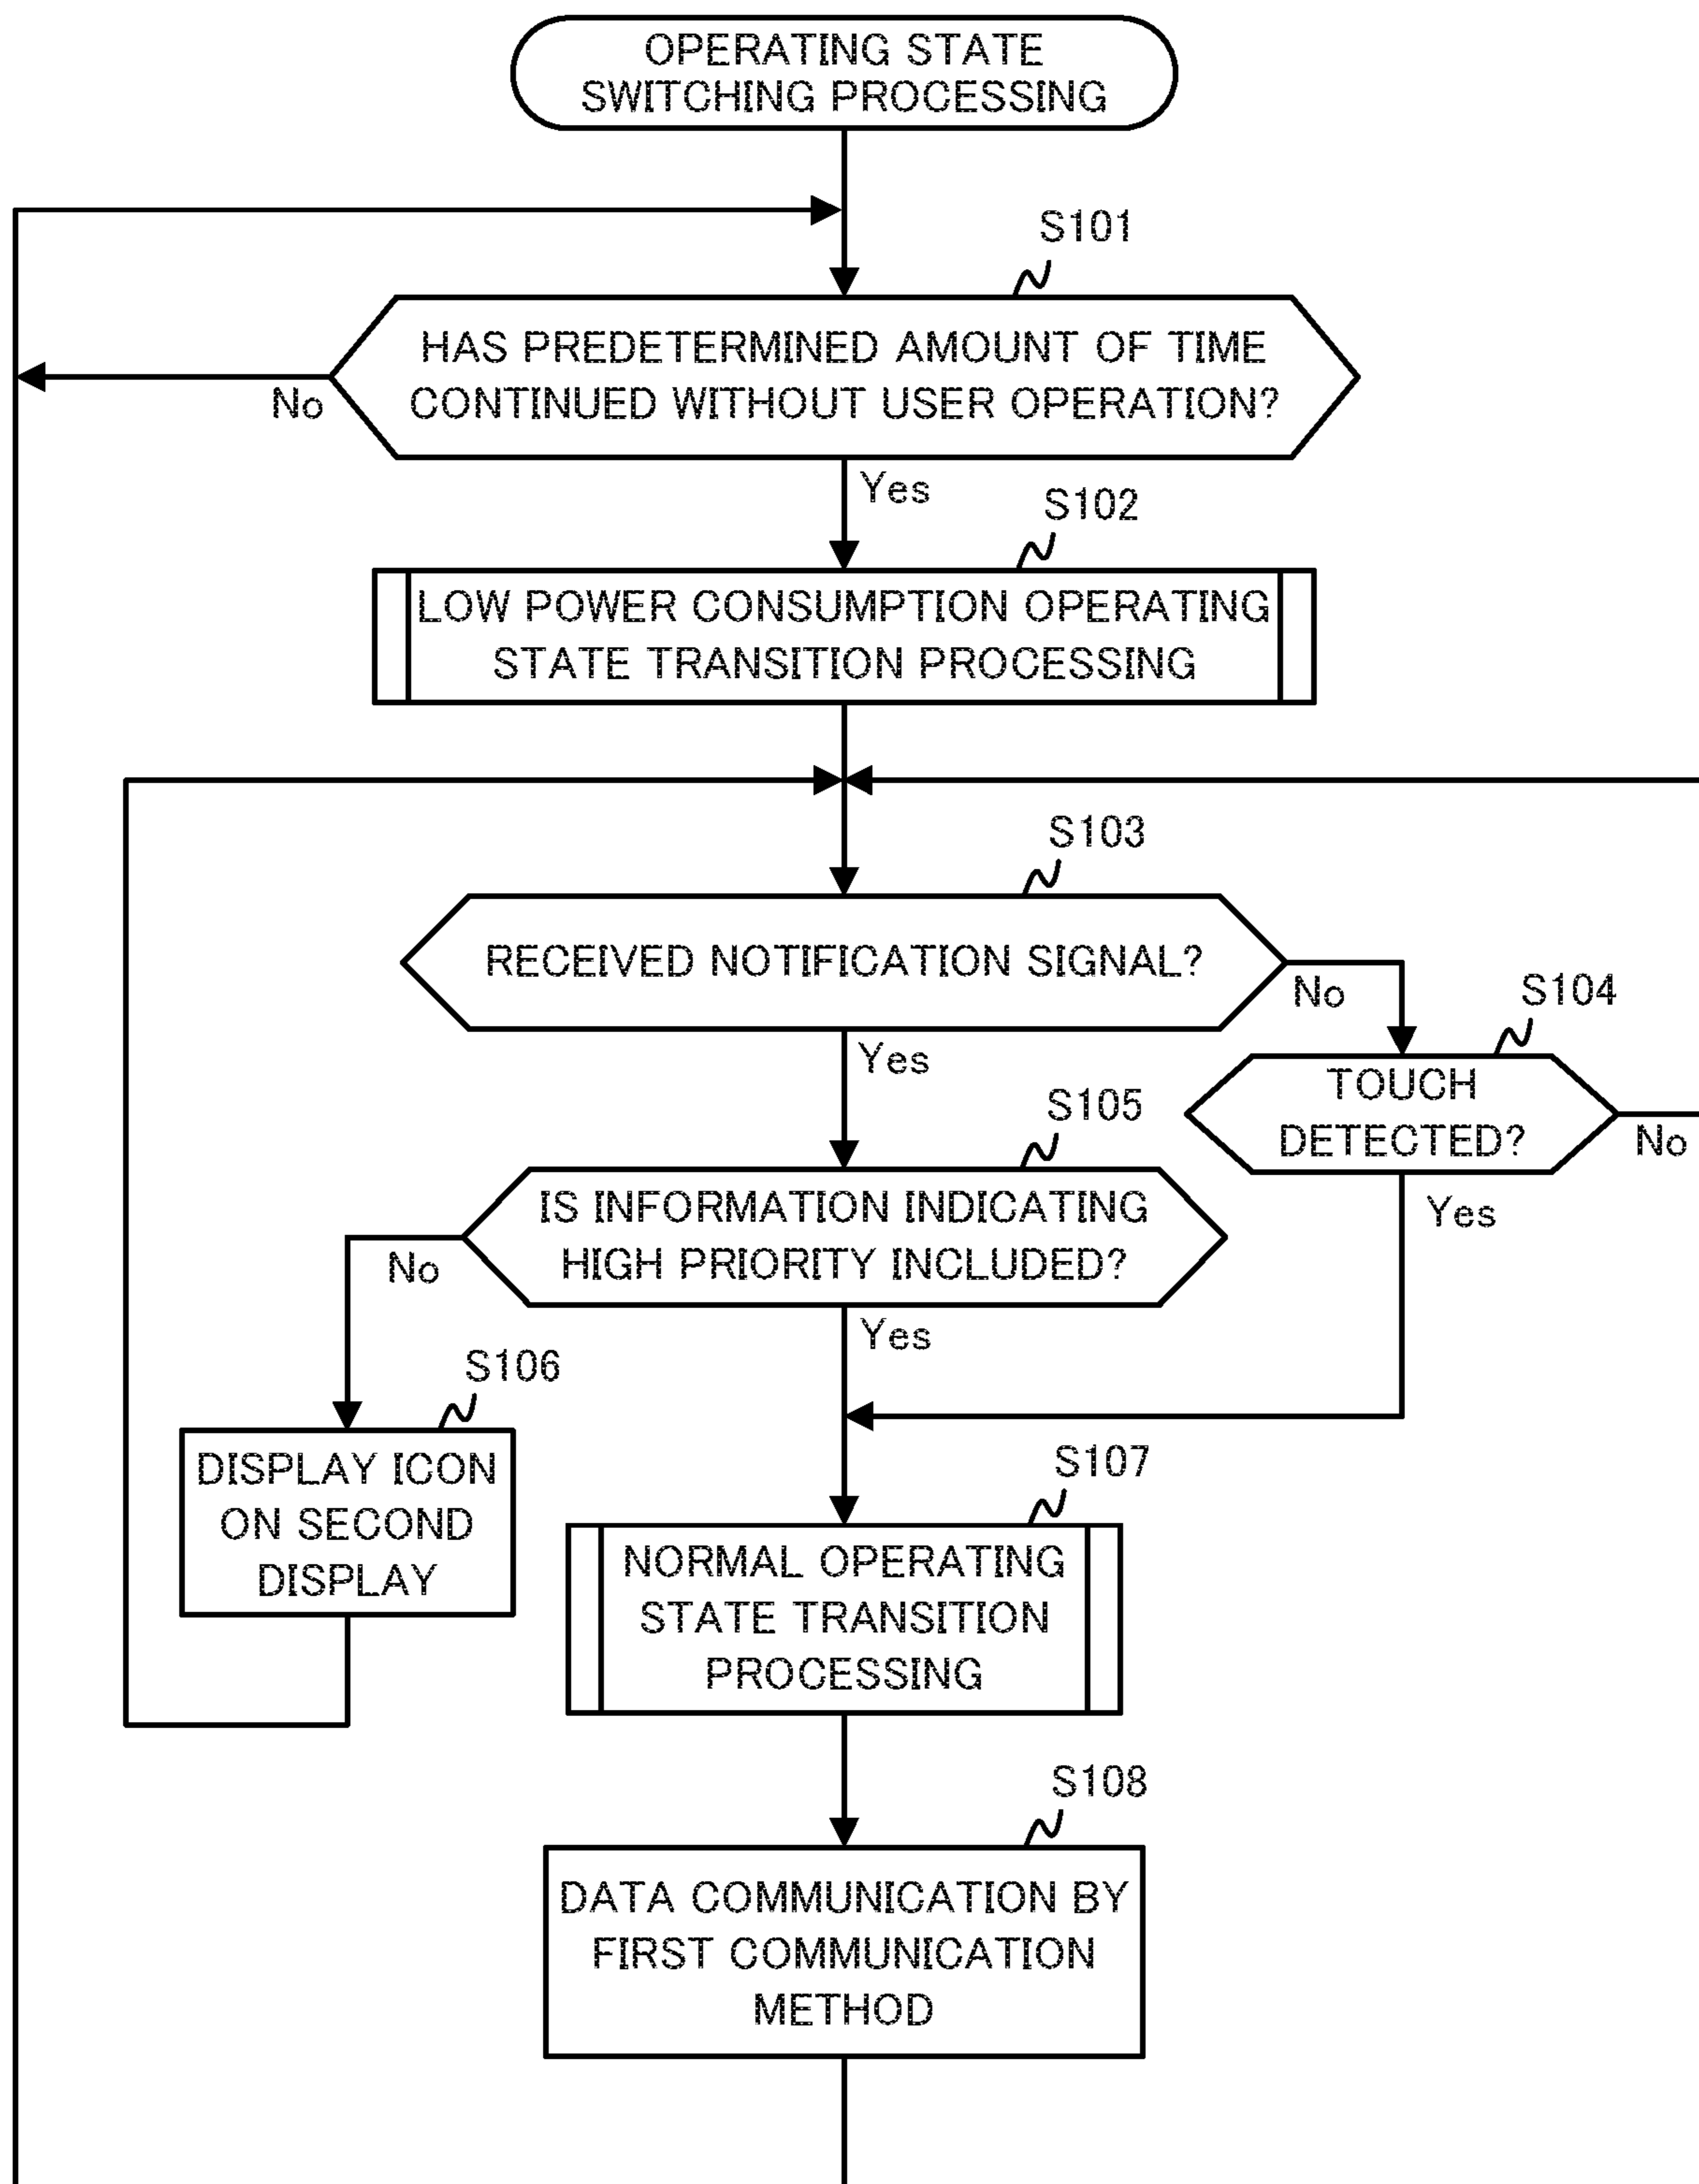 OPERATING STATE
SWITCHING PROCESSING
S101
HAS PREDETERMINED AMOUNT OF TIME
CONTINUED WITHOUT USER OPERATION?
No
Yes
S102
LOW POWER CONSUMPTION OPERATING
STATE TRANSITION PROCESSING
S103
RECEIVED NOTIFICATION SIGNAL?
No
S104
Yes
TOUCH
DETECTED?
No
S105
Yes
IS INFORMATION INDICATING
HIGH PRIORITY INCLUDED?
No
Yes
S106
DISPLAY ICON
ON SECOND
DISPLAY
S107
NORMAL OPERATING
STATE TRANSITION
PROCESSING
S108
DATA COMMUNICATION BY
FIRST COMMUNICATION
METHOD